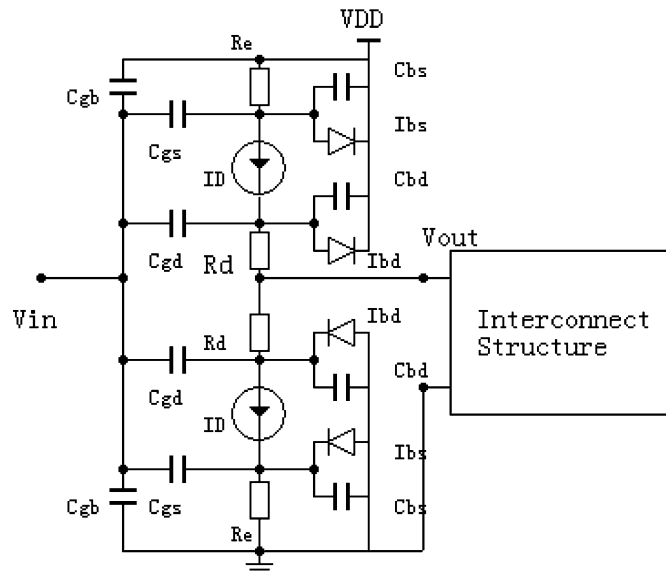 VDD
Re
Cbs
Cgb
Ibs
Cgs
ID
Cbd
Vout
Cgd
Rd
Ibd
Vin
Ibd
Interconnect
Structure
Rd
Cbd
Cgd
ID
Ibs
Cgb
Cgs
Cbs
Re